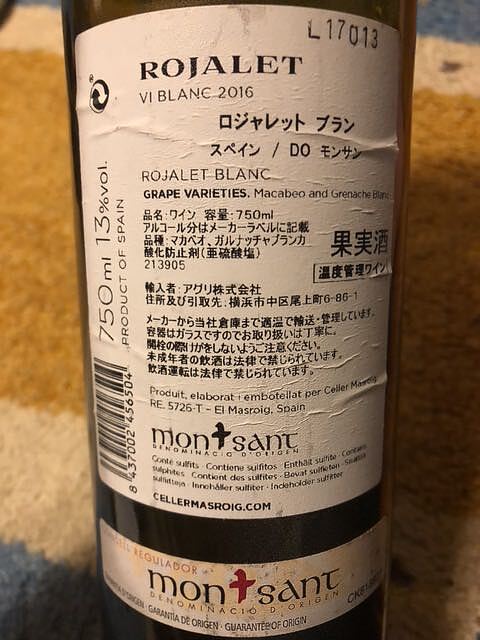 L17013
ROJALET
VI BLANC 2016
ロジャレット ブラン
スペイン / DO モンサン
ROJALET BLANC
GRAPE VARIETIES. Macabeo and Grenache Blanc
品名:ワイン 容量:750ml
アルコール分はメーカーラベルに記載
品種:マカベオ、ガルナッチャブランカ
酸化防止剤(亜硫酸塩)
213905
果実酒
温度管理ワイン
輸入者:アグリ株式会社
住所及び引取先:横浜市中区尾上町6-86-1
メーカーから当社倉庫まで適温で輸送・管理しています。
容器はガラスですのでお取り扱いは丁寧に。
開栓の際けがをしないようご注意ください。
未成年者の飲酒は法律で禁じられています。
飲酒運転は法律で禁じられています。
750ml 13%vol.
PRODUCT OF SPAIN
8 437002 456504
Produit, elaborat i embotellat per Celler Masroig
RE. 5726-T - El Masroig, Spain
montsant
DENOMINACIÓ D'ORIGEN
Conté sulfits · Contiene sulfitos · Enthält sulfite · Contains
sulphites · Contient des sulfites · Bevat sulfieten ·
Innehåller sulfiter · Indeholder sulfitter
CELLERMASROIG.COM
CONSELL REGULADOR
montsant
DENOMINACIÓ D'ORIGEN
D'ORIGEN · GARANTÍA DE ORIGEN · GUARANTEE OF ORIGIN